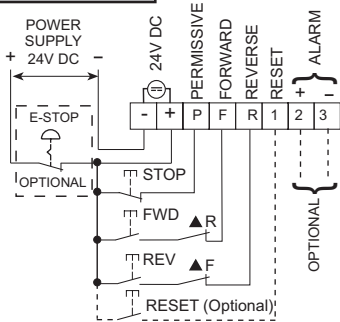 POWER
SUPPLY
24V DC
+ −
24V DC
PERMISSIVE
FORWARD
REVERSE
RESET
ALARM
+ −
- + P F R 1 2 3
E-STOP
OPTIONAL
STOP
FWD
▲R
REV
▲F
RESET (Optional)
OPTIONAL